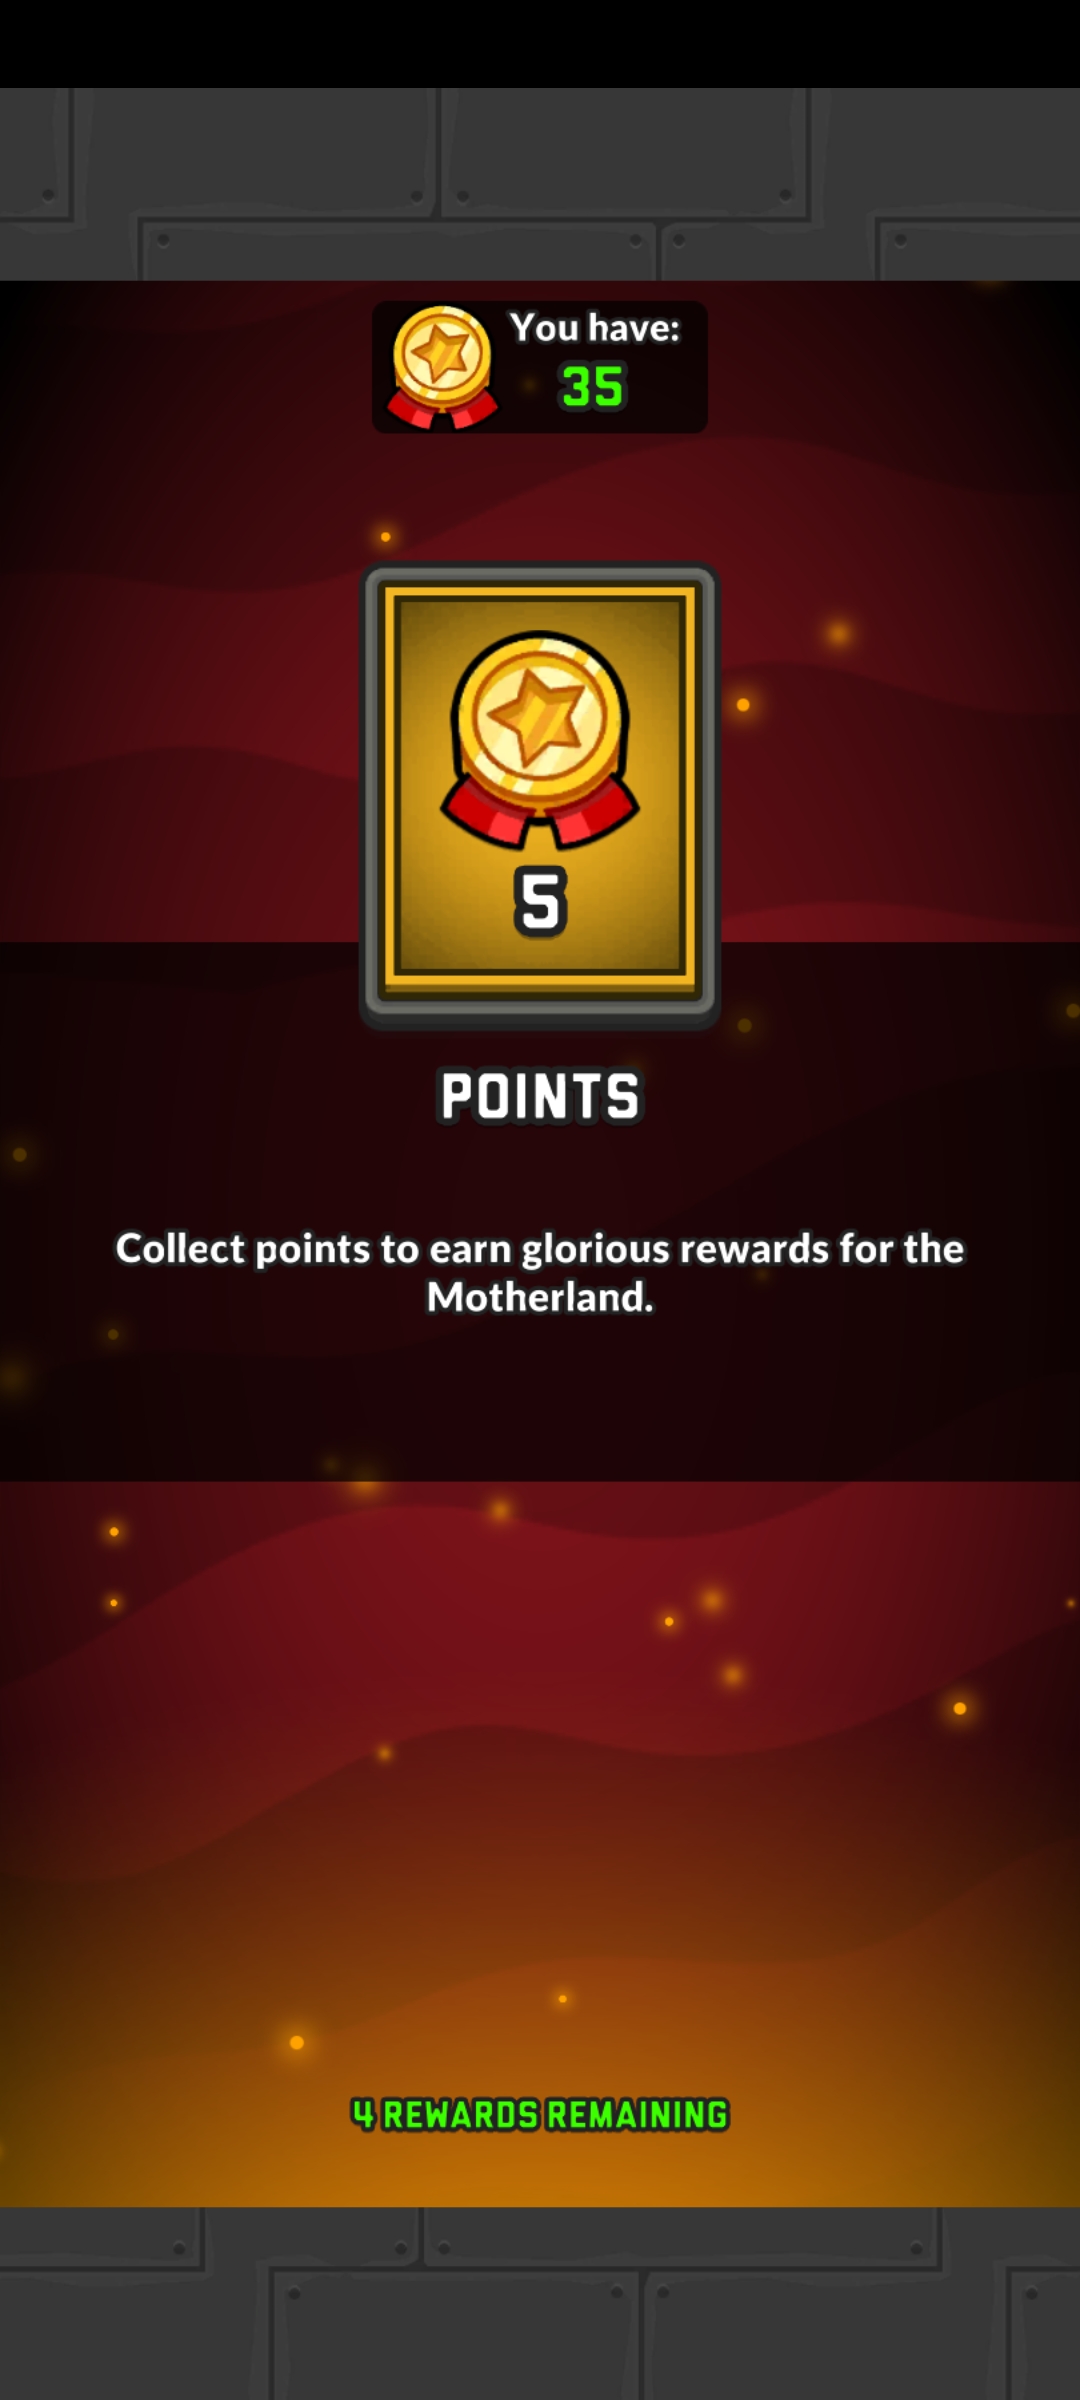 You have:
35
5
POINTS
Collect points to earn glorious rewards for the
Motherland.
4 REWARDS REMAINING